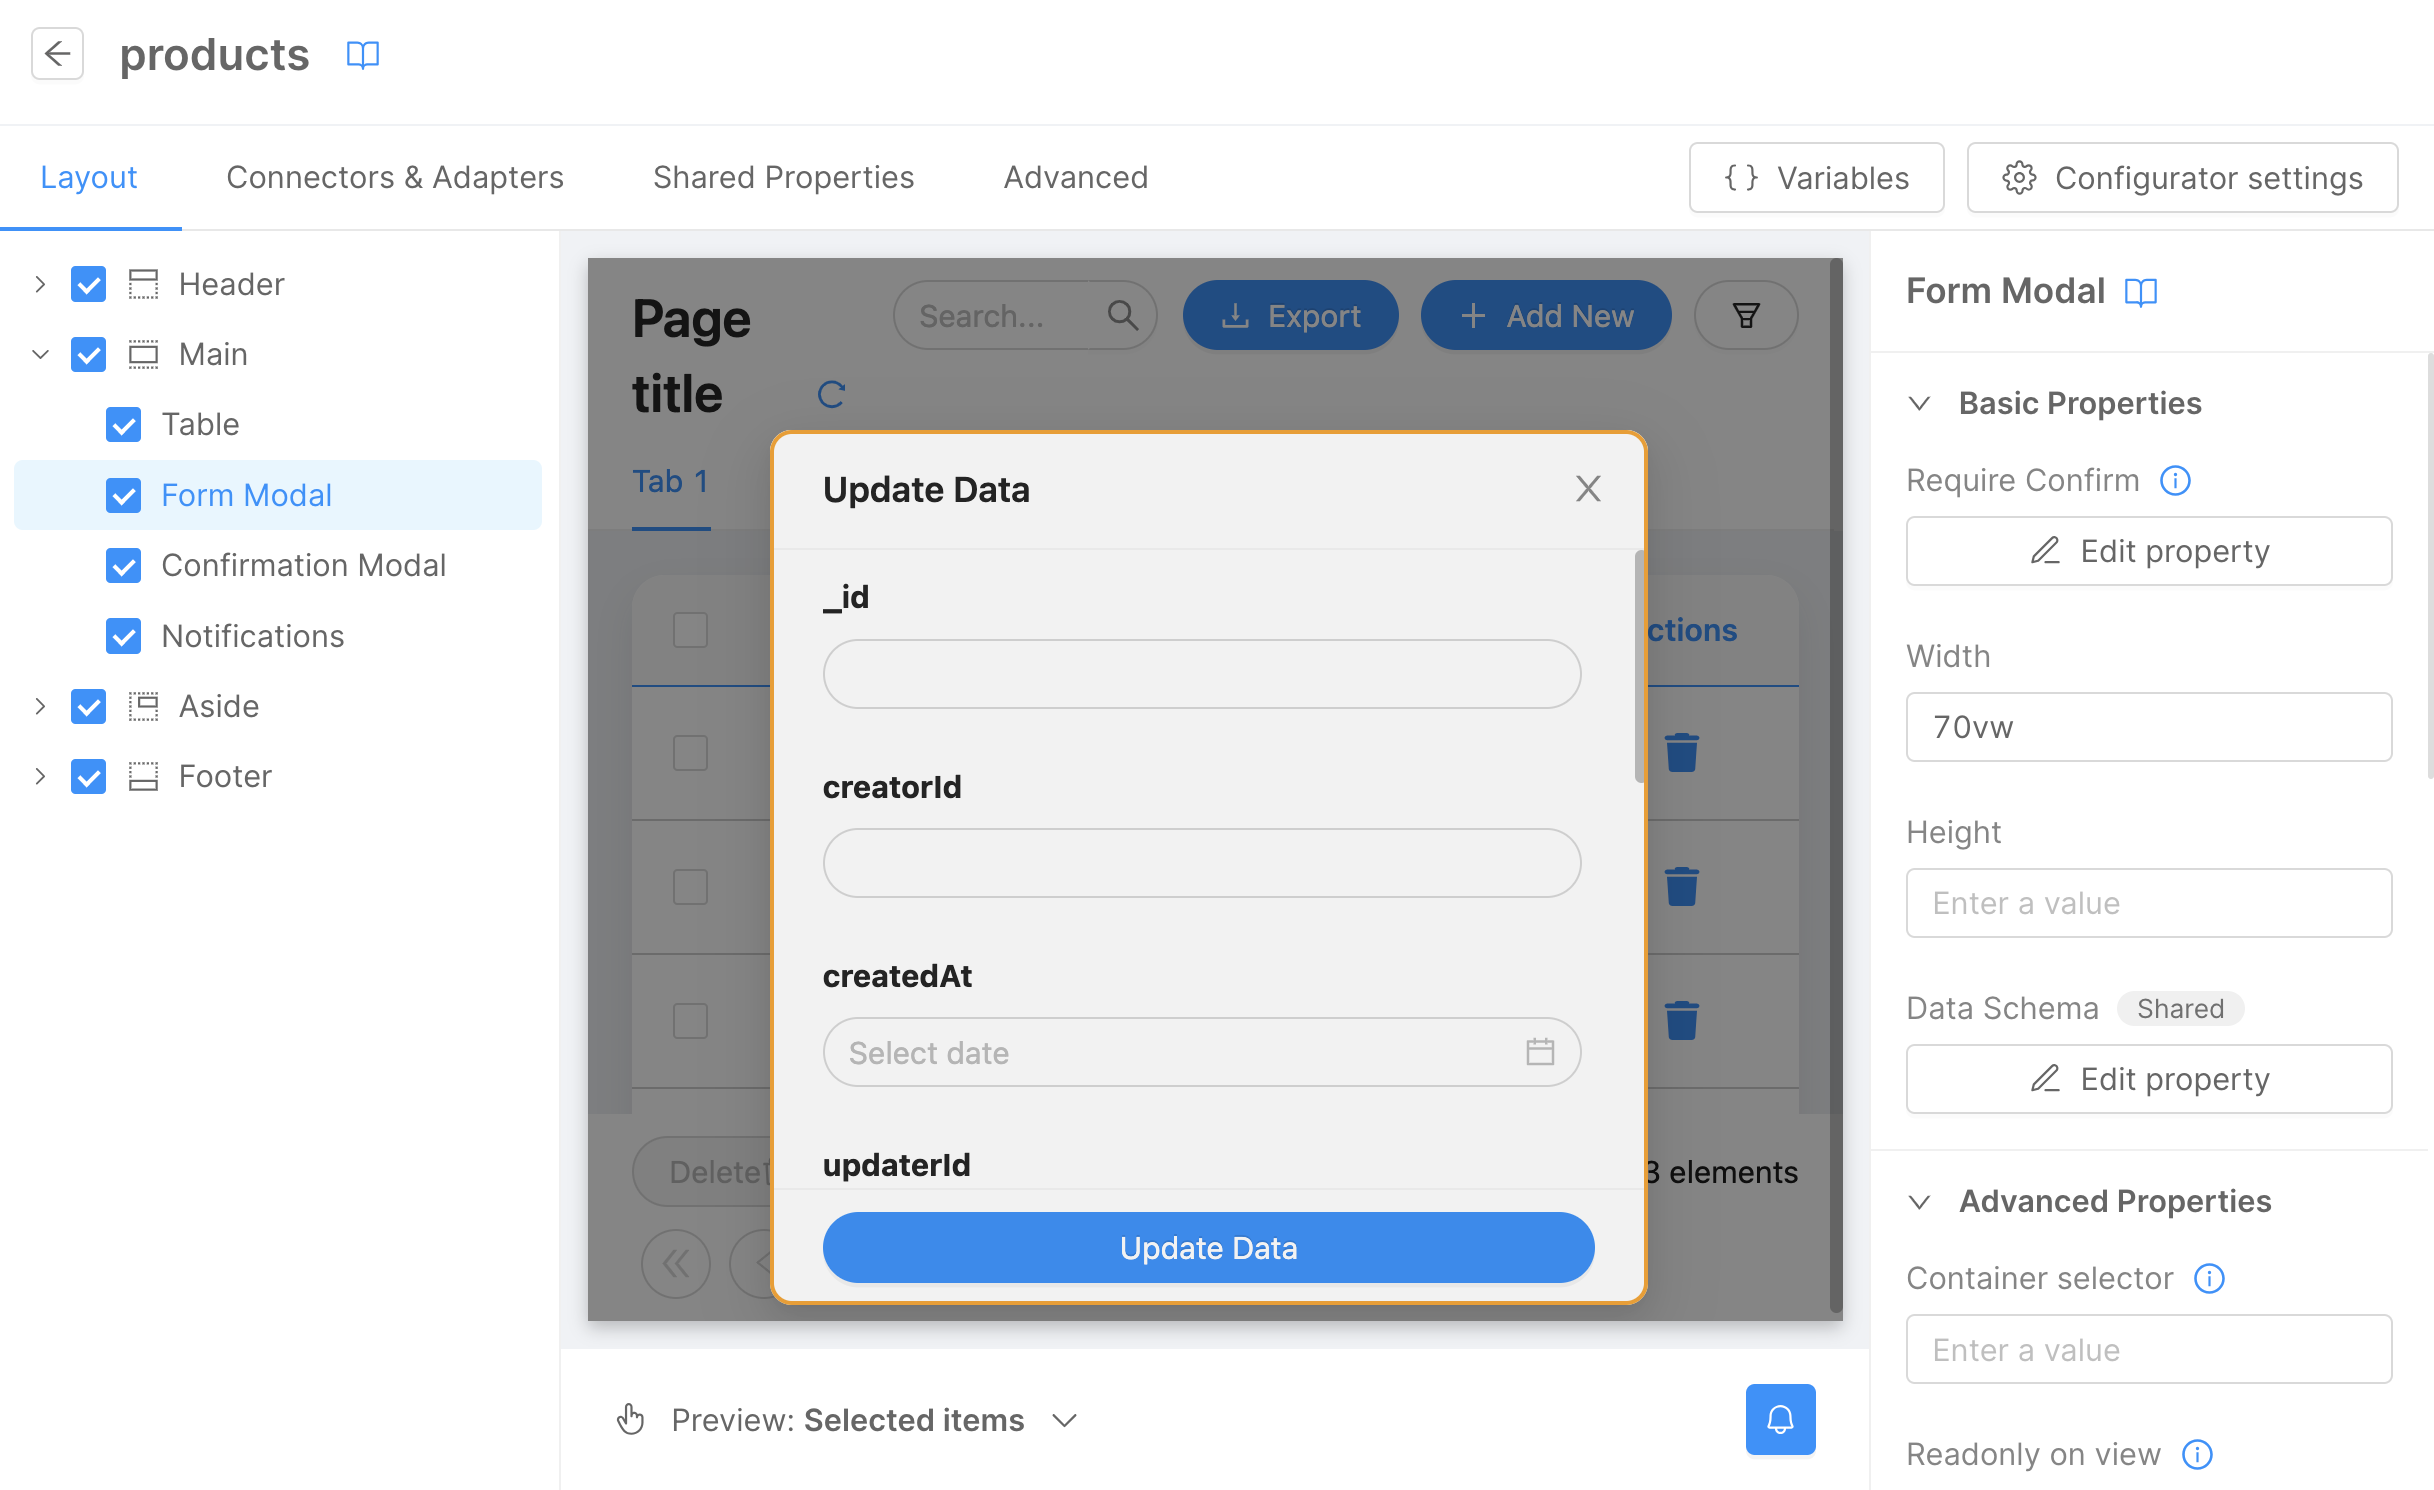 products
Layout
Connectors & Adapters
Shared Properties
Advanced
{ } Variables
Configurator settings
Header
Main
Table
Form Modal
Confirmation Modal
Notifications
Aside
Footer
Page
title
Search...
Export
Add New
Tab 1
ctions
Update Data
_id
creatorId
createdAt
Select date
updaterId
Update Data
Delete
3 elements
Preview: Selected items
Form Modal
Basic Properties
Require Confirm
Edit property
Width
70vw
Height
Enter a value
Data Schema Shared
Edit property
Advanced Properties
Container selector
Enter a value
Readonly on view